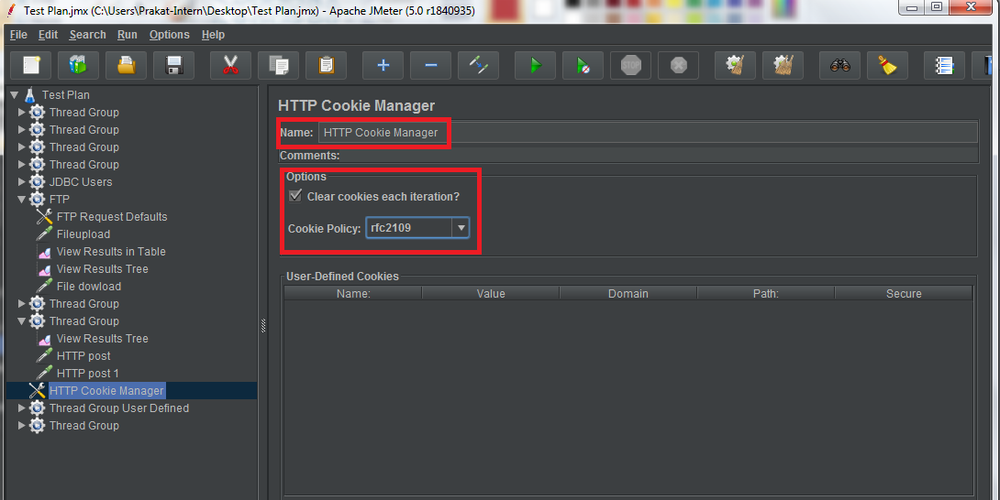 Test Plan.jmx (C:\Users\Prakat-Intern\Desktop\Test Plan.jmx) - Apache JMeter (5.0 r1840935)
File Edit Search Run Options Help
STOP
Test Plan
Thread Group
Thread Group
Thread Group
Thread Group
JDBC Users
FTP
FTP Request Defaults
Fileupload
View Results in Table
View Results Tree
File dowload
Thread Group
Thread Group
View Results Tree
HTTP post
HTTP post 1
HTTP Cookie Manager
Thread Group User Defined
Thread Group
HTTP Cookie Manager
Name: HTTP Cookie Manager
Comments:
Options
Clear cookies each iteration?
Cookie Policy: rfc2109
User-Defined Cookies
Name: Value Domain Path: Secure